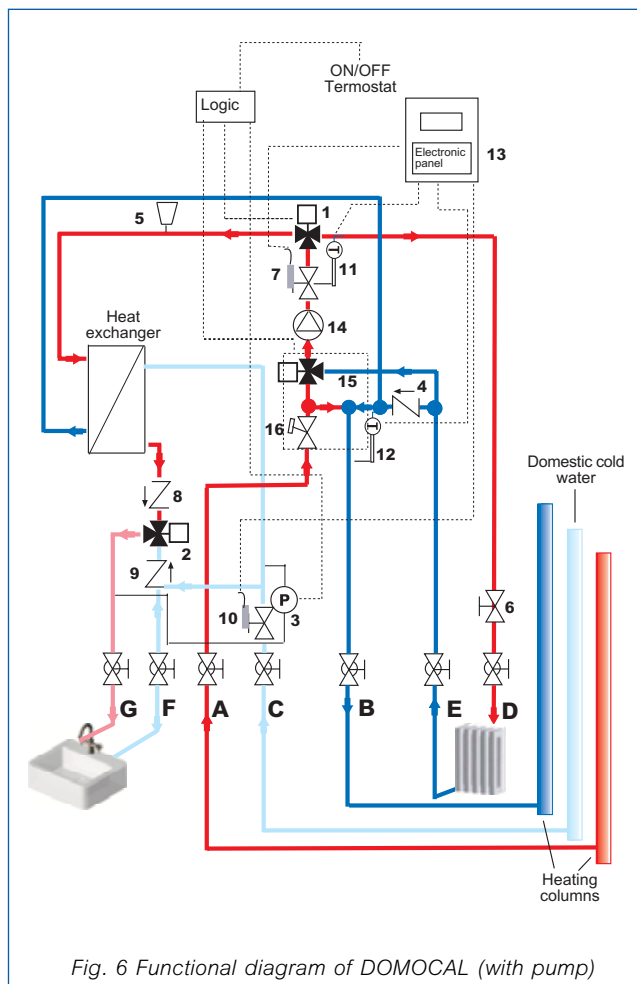 ON/OFF
Termostat
Logic
Electronic
panel
13
1
5
T
11
7
14
Heat
exchanger
15
4
16
T
12
Domestic cold
water
8
2
9
P
10
3
6
G
F
A
C
B
E
D
Heating
columns
Fig. 6 Functional diagram of DOMOCAL (with pump)